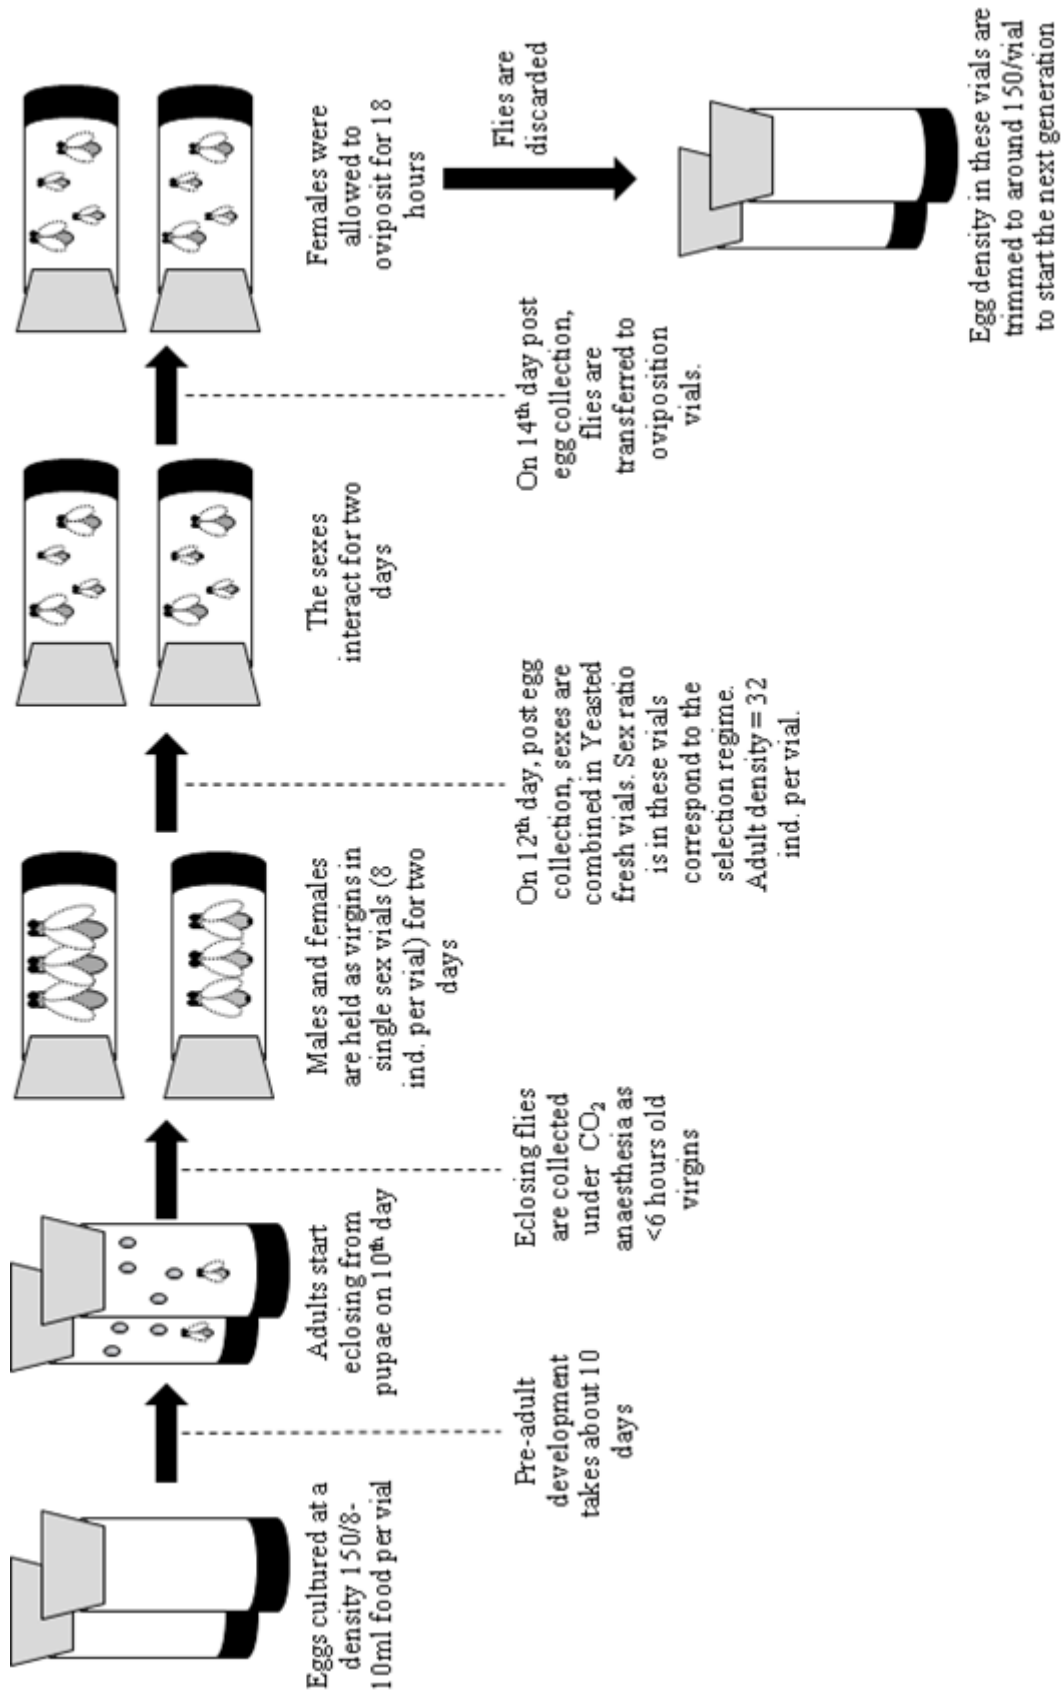 Eggs cultured at a
density 150/8-
10ml food per vial
Pre-adult
development
takes about 10
days
Adults start
eclosing from
pupae on 10th day
Eclosing flies
are collected
under CO2
anaesthesia as
<6 hours old
virgins
Males and females
are held as virgins in
single sex vials (8
ind. per vial) for two
days
On 12th day, post egg
collection, sexes are
combined in Yeasted
fresh vials. Sex ratio
is in these vials
correspond to the
selection regime.
Adult density = 32
ind. per vial.
The sexes
interact for two
days
On 14th day post
egg collection,
flies are
transferred to
oviposition
vials.
Females were
allowed to
oviposit for 18
hours
Flies are
discarded
Egg density in these vials are
trimmed to around 150/vial
to start the next generation